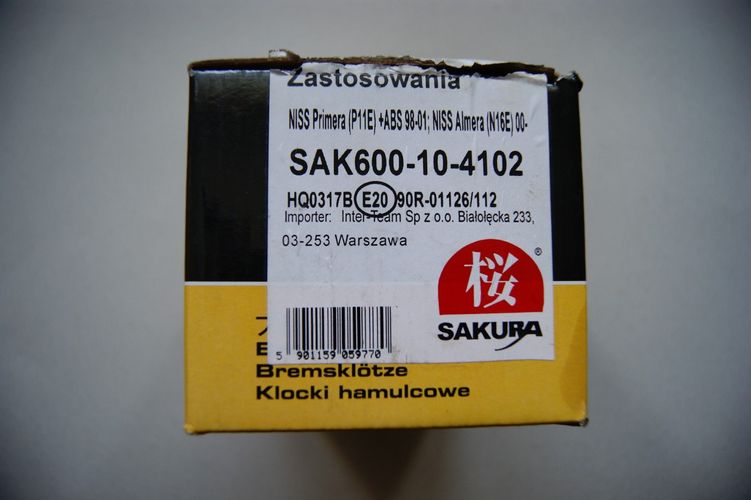 Zastosowania
NISS Primera (P11E) +ABS 98-01; NISS Almera (N16E) 00-
SAK600-10-4102
HQ0317B E20 90R-01126/112
Importer: Inter-Team Sp z o.o. Białołęcka 233,
03-253 Warszawa
桜
®
SAKURA
5 901159 059770
Bremsklötze
Klocki hamulcowe